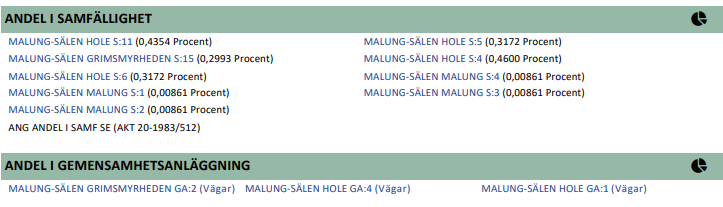 ANDEL I SAMFÄLLIGHET
MALUNG-SÄLEN HOLE S:11 (0,4354 Procent) MALUNG-SÄLEN HOLE S:5 (0,3172 Procent)
MALUNG-SÄLEN GRIMSMYRHEDEN S:15 (0,2993 Procent) MALUNG-SÄLEN HOLE S:4 (0,4600 Procent)
MALUNG-SÄLEN HOLE S:6 (0,3172 Procent) MALUNG-SÄLEN MALUNG S:4 (0,00861 Procent)
MALUNG-SÄLEN MALUNG S:1 (0,00861 Procent) MALUNG-SÄLEN MALUNG S:3 (0,00861 Procent)
MALUNG-SÄLEN MALUNG S:2 (0,00861 Procent)
ANG ANDEL I SAMF SE (AKT 20-1983/512)
ANDEL I GEMENSAMHETSANLÄGGNING
MALUNG-SÄLEN GRIMSMYRHEDEN GA:2 (Vägar) MALUNG-SÄLEN HOLE GA:4 (Vägar) MALUNG-SÄLEN HOLE GA:1 (Vägar)